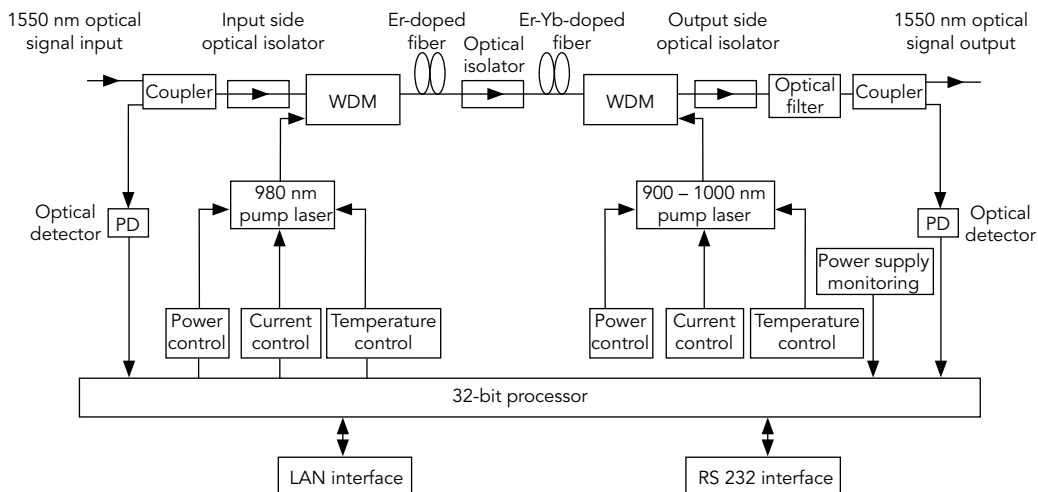 1550 nm optical
signal input
Input side
optical isolator
Er-doped
fiber
Optical
isolator
Er-Yb-doped
fiber
Output side
optical isolator
1550 nm optical
signal output
Coupler
WDM
WDM
Optical
filter
Coupler
980 nm
pump laser
900 – 1000 nm
pump laser
Optical
detector
PD
PD
Optical
detector
Power supply
monitoring
Power
control
Current
control
Temperature
control
Power
control
Current
control
Temperature
control
32-bit processor
LAN interface
RS 232 interface